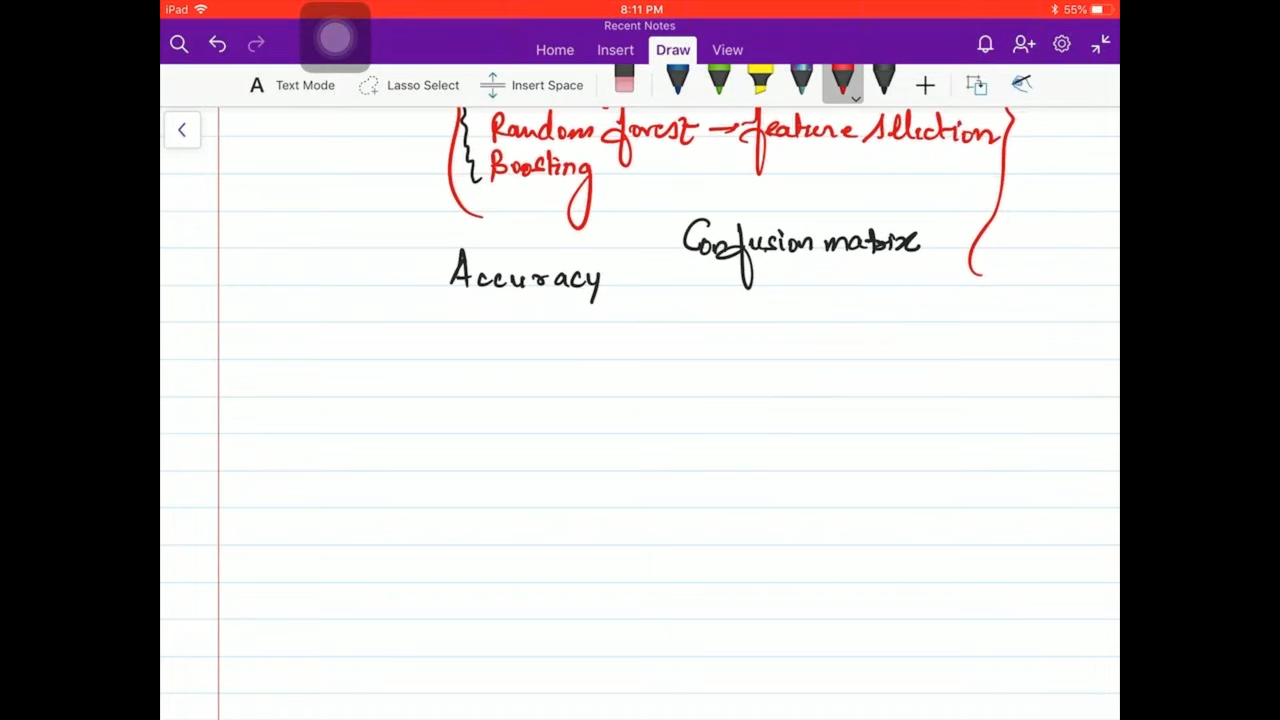 iPad 8:11 PM 55%
Recent Notes
Home Insert Draw View
A Text Mode Lasso Select Insert Space
Random forest → feature selection
Boosting
Confusion matrix
Accuracy